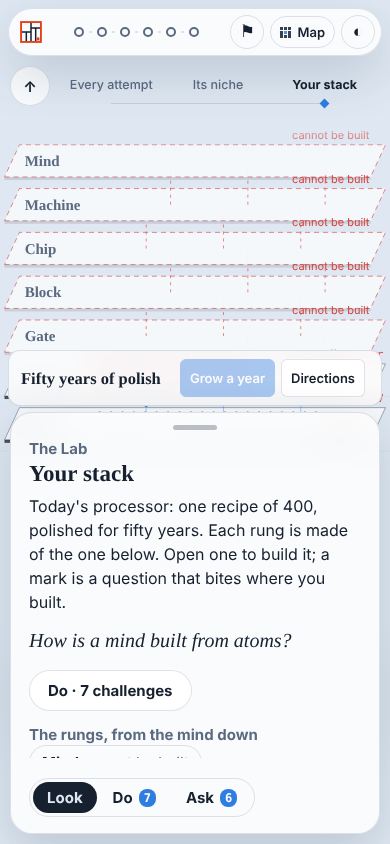 Map
Every attempt
Its niche
Your stack
cannot be built
Mind
cannot be built
Machine
cannot be built
Chip
cannot be built
Block
cannot be built
Gate
Fifty years of polish
Grow a year
Directions
The Lab
Your stack
Today's processor: one recipe of 400,
polished for fifty years. Each rung is made
of the one below. Open one to build it; a
mark is a question that bites where you
built.
How is a mind built from atoms?
Do · 7 challenges
The rungs, from the mind down
Look
Do 7
Ask 6